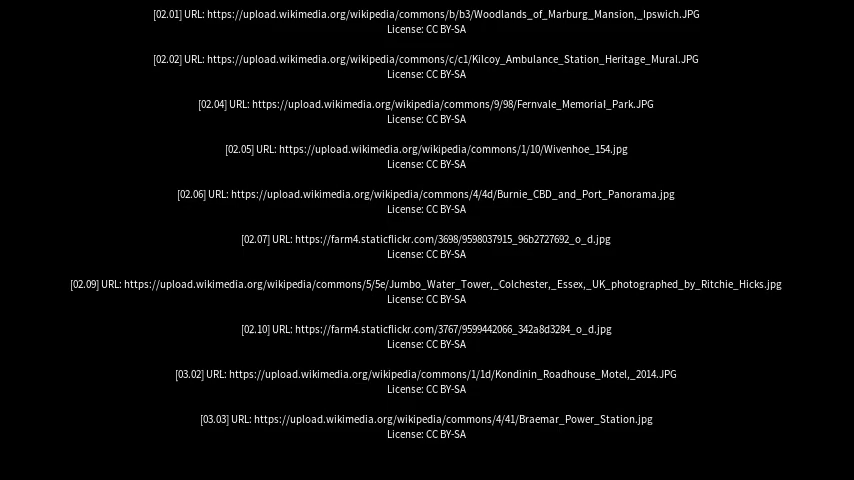 [02.01] URL: https://upload.wikimedia.org/wikipedia/commons/b/b3/Woodlands_of_Marburg_Mansion,_Ipswich.JPG
License: CC BY-SA
[02.02] URL: https://upload.wikimedia.org/wikipedia/commons/c/c1/Kilcoy_Ambulance_Station_Heritage_Mural.JPG
License: CC BY-SA
[02.04] URL: https://upload.wikimedia.org/wikipedia/commons/9/98/Fernvale_Memorial_Park.JPG
License: CC BY-SA
[02.05] URL: https://upload.wikimedia.org/wikipedia/commons/1/10/Wivenhoe_154.jpg
License: CC BY-SA
[02.06] URL: https://upload.wikimedia.org/wikipedia/commons/4/4d/Burnie_CBD_and_Port_Panorama.jpg
License: CC BY-SA
[02.07] URL: https://farm4.staticflickr.com/3698/9598037915_96b2727692_o_d.jpg
License: CC BY-SA
[02.09] URL: https://upload.wikimedia.org/wikipedia/commons/5/5e/Jumbo_Water_Tower,_Colchester,_Essex,_UK_photographed_by_Ritchie_Hicks.jpg
License: CC BY-SA
[02.10] URL: https://farm4.staticflickr.com/3767/9599442066_342a8d3284_o_d.jpg
License: CC BY-SA
[03.02] URL: https://upload.wikimedia.org/wikipedia/commons/1/1d/Kondinin_Roadhouse_Motel,_2014.JPG
License: CC BY-SA
[03.03] URL: https://upload.wikimedia.org/wikipedia/commons/4/41/Braemar_Power_Station.jpg
License: CC BY-SA